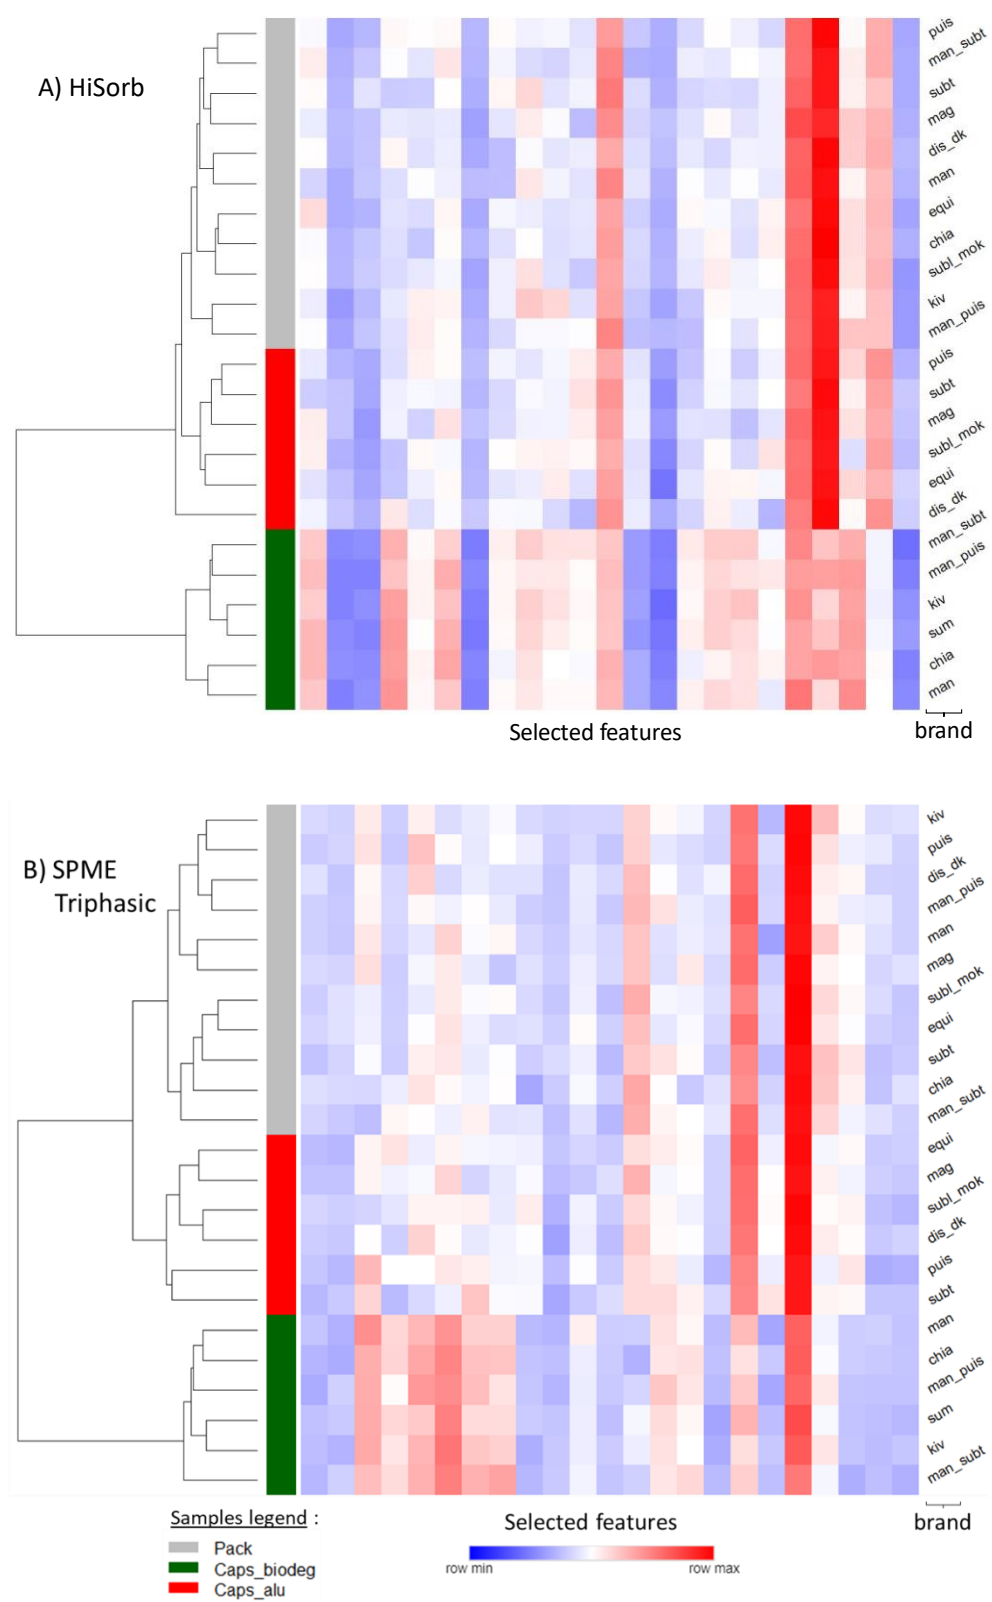 A) HiSorb
puis
man_subt
subt
mag
dis_dk
man
equi
chia
subl_mok
kiv
man_puis
puis
subt
mag
subl_mok
equi
dis_dk
man_subt
man_puis
kiv
sum
chia
man
Selected features
brand
B) SPME
Triphasic
kiv
puis
dis_dk
man_puis
man
mag
subl_mok
equi
subt
chia
man_subt
equi
mag
subl_mok
dis_dk
puis
subt
man
chia
man_puis
sum
kiv
man_subt
Samples legend :
Pack
Caps_biodeg
Caps_alu
Selected features
row min
row max
brand